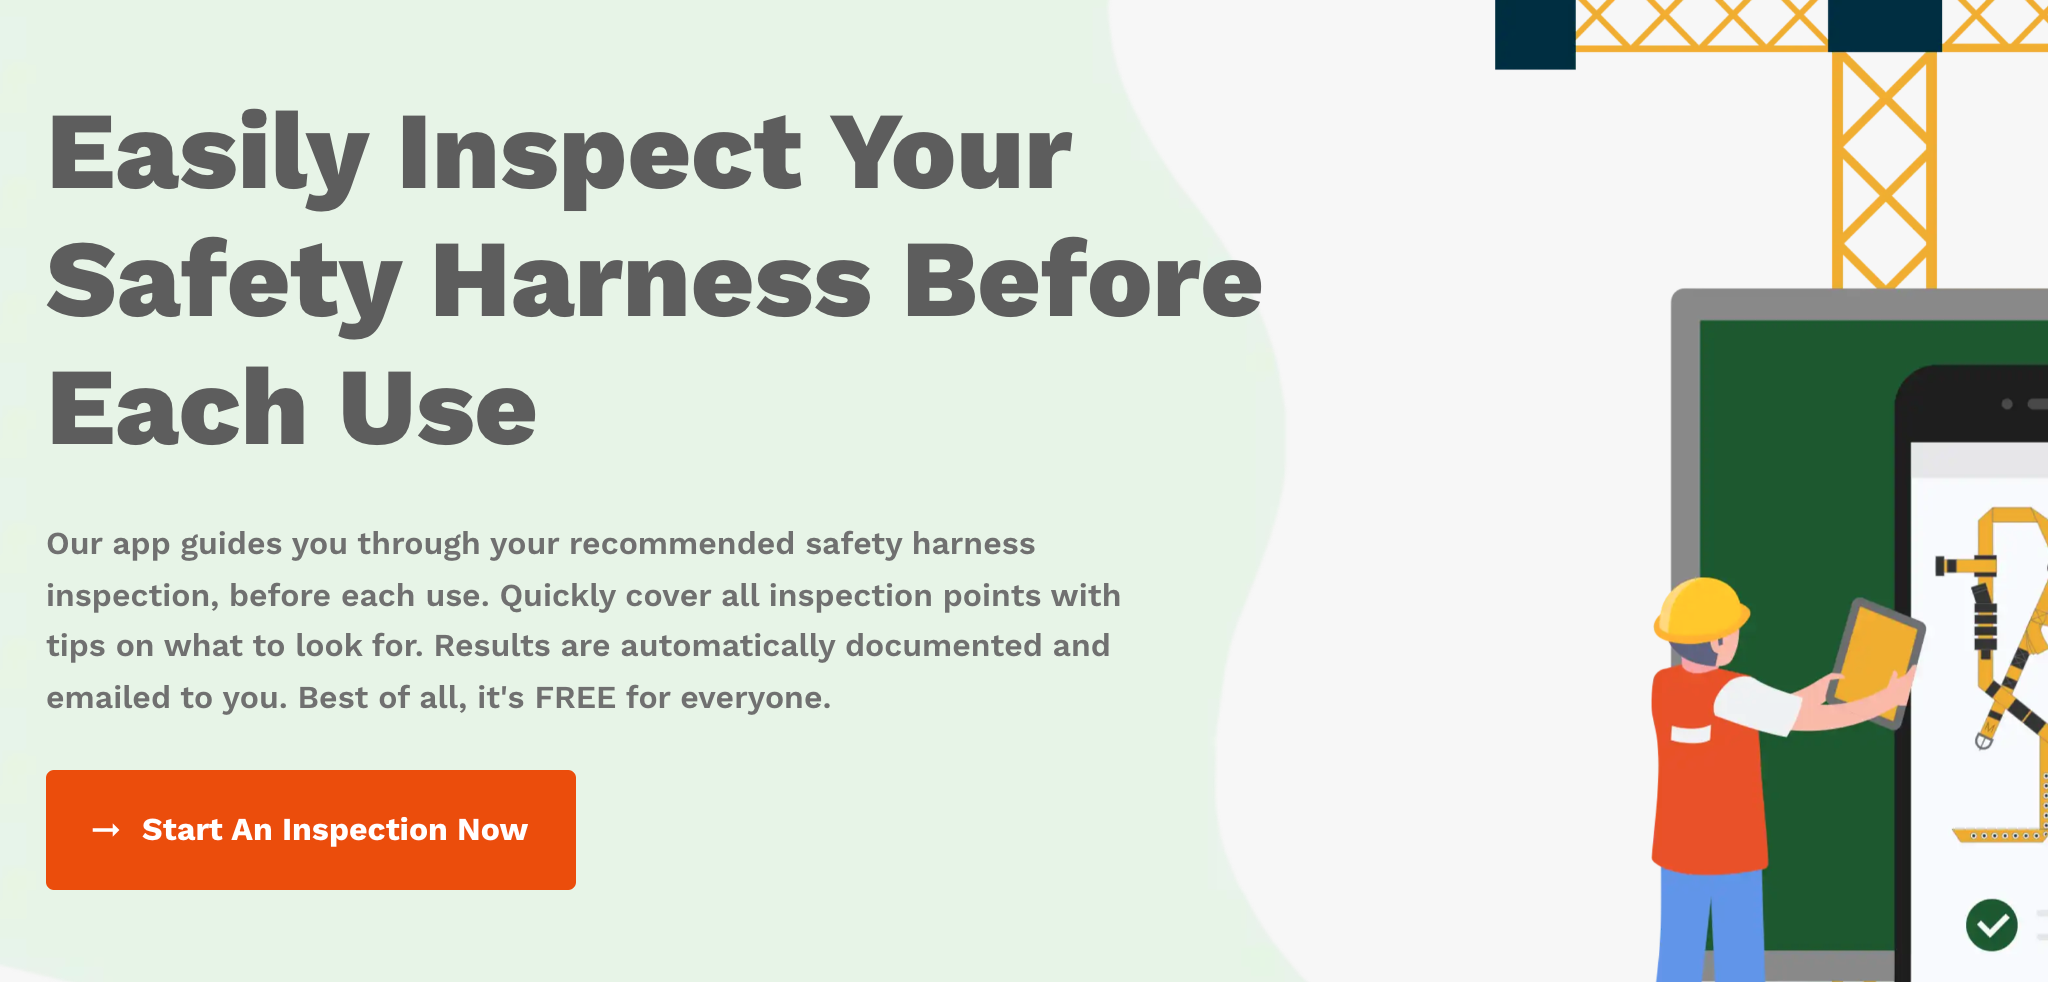 Easily Inspect Your
Safety Harness Before
Each Use
Our app guides you through your recommended safety harness
inspection, before each use. Quickly cover all inspection points with
tips on what to look for. Results are automatically documented and
emailed to you. Best of all, it's FREE for everyone.
→ Start An Inspection Now